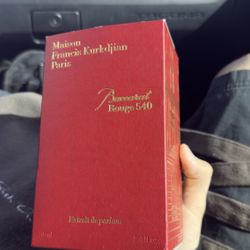 Maison
Francis Kurkdjian
Paris
Baccarat
Rouge 540
Extrait de parfum